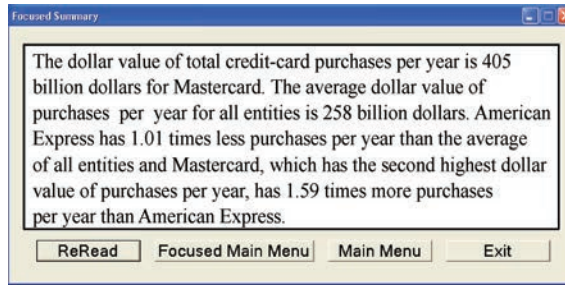 Focused Summary
The dollar value of total credit-card purchases per year is 405
billion dollars for Mastercard. The average dollar value of
purchases per year for all entities is 258 billion dollars. American
Express has 1.01 times less purchases per year than the average
of all entities and Mastercard, which has the second highest dollar
value of purchases per year, has 1.59 times more purchases
per year than American Express.
ReRead Focused Main Menu Main Menu Exit